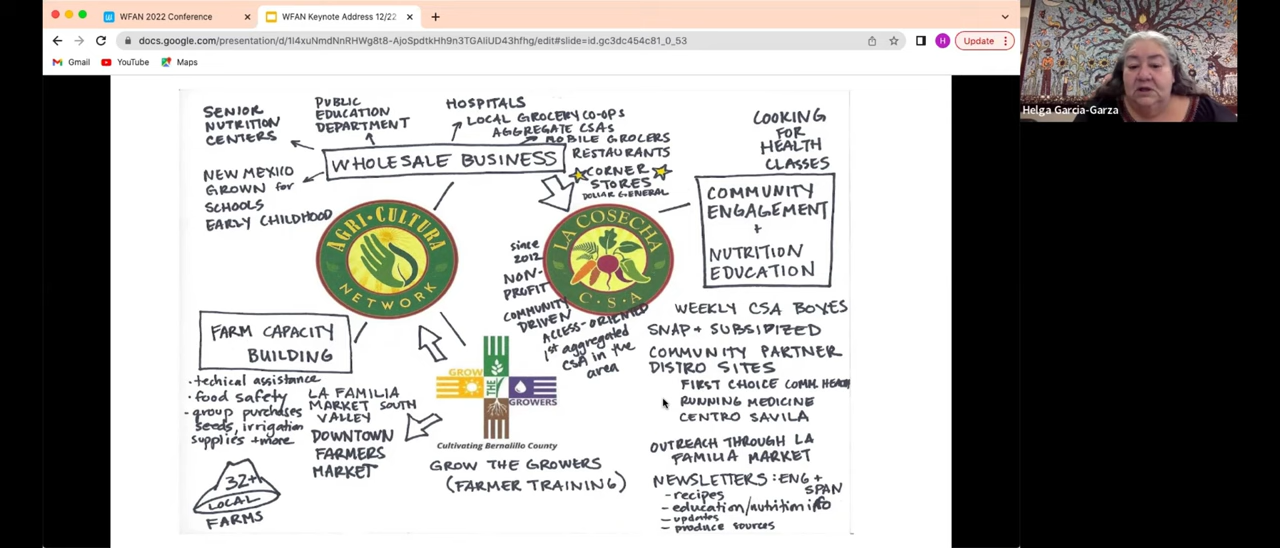 WFAN 2022 Conference
WFAN Keynote Address 12/22
docs.google.com/presentation/d/1l4xuNmdNnRHWg8t8-AjoSpdtkHh9n3TGAliUD43hfhg/edit#slide=id.gc3dc454c81_0_53
H
Update
Gmail
YouTube
Maps
Helga Garcia-Garza
SENIOR
NUTRITION
CENTERS
PUBLIC
EDUCATION
DEPARTMENT
HOSPITALS
LOCAL GROCERY CO-OPS
AGGREGATE CSAs
MOBILE GROCERS
RESTAURANTS
CORNER
STORES
DOLLAR GENERAL
WHOLESALE BUSINESS
NEW MEXICO
GROWN for
SCHOOLS
EARLY CHILDHOOD
COOKING
FOR
HEALTH
CLASSES
COMMUNITY
ENGAGEMENT
+
NUTRITION
EDUCATION
AGRI·CULTURA
NETWORK
LA COSECHA
C·S·A
since
2012
NON-
PROFIT
COMMUNITY
DRIVEN
ACCESS-ORIENTED
1st aggregated
CSA in the
area
FARM CAPACITY
BUILDING
· techical assistance
· food safety
- group purchases
seeds, irrigation
supplies + more
32+
LOCAL
FARMS
LA FAMILIA
MARKET SOUTH
VALLEY
DOWNTOWN
FARMERS
MARKET
GROW
THE
GROWERS
Cultivating Bernalillo County
GROW THE GROWERS
(FARMER TRAINING)
WEEKLY CSA BOXES
SNAP + SUBSIDIZED
COMMUNITY PARTNER
DISTRO SITES
FIRST CHOICE COMM. HEALTH
RUNNING MEDICINE
CENTRO SAVILA
OUTREACH THROUGH LA
FAMILIA MARKET
NEWSLETTERS: ENG +
SPAN
- recipes
- education/nutrition info
- updates
- produce sources